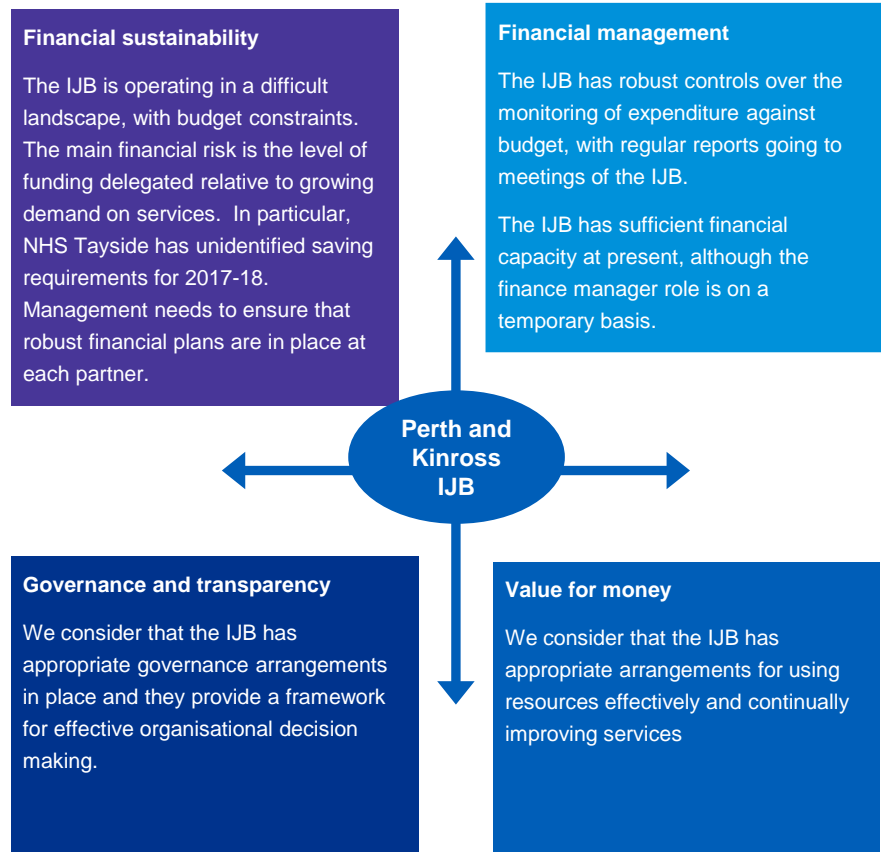 Financial sustainability
The IJB is operating in a difficult
landscape, with budget constraints.
The main financial risk is the level of
funding delegated relative to growing
demand on services.  In particular,
NHS Tayside has unidentified saving
requirements for 2017-18.
Management needs to ensure that
robust financial plans are in place at
each partner.
Financial management
The IJB has robust controls over the
monitoring of expenditure against
budget, with regular reports going to
meetings of the IJB.
The IJB has sufficient financial
capacity at present, although the
finance manager role is on a
temporary basis.
Perth and
Kinross
IJB
Governance and transparency
We consider that the IJB has
appropriate governance arrangements
in place and they provide a framework
for effective organisational decision
making.
Value for money
We consider that the IJB has
appropriate arrangements for using
resources effectively and continually
improving services